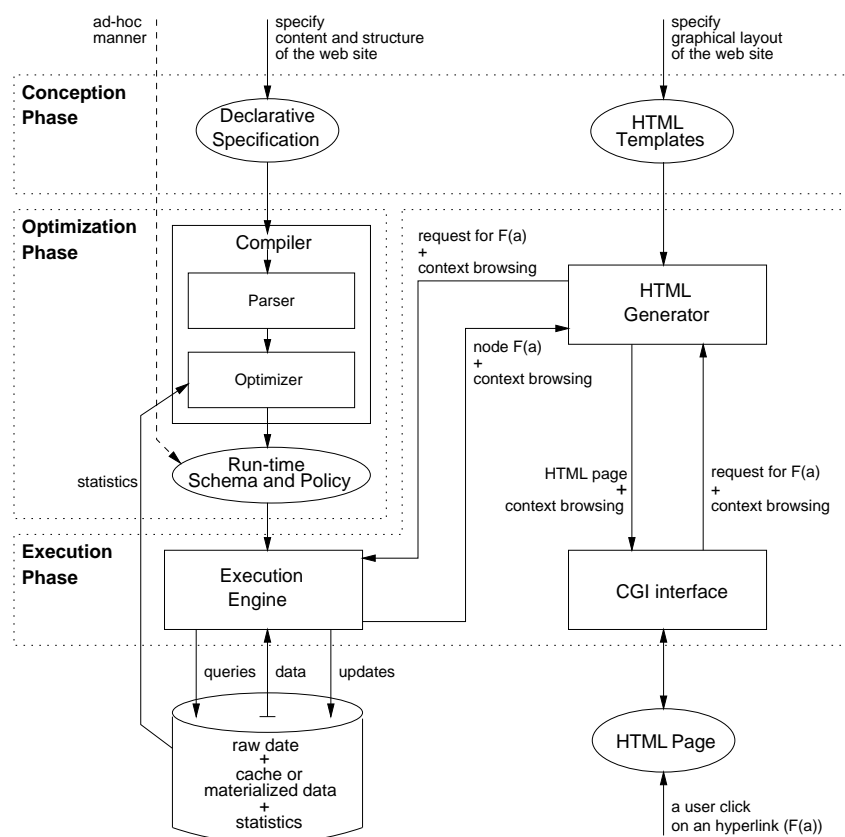 ad-hoc
manner
specify
content and structure
of the web site
specify
graphical layout
of the web site
Conception
Phase
Declarative
Specification
HTML
Templates
Optimization
Phase
Compiler
Parser
Optimizer
Run-time
Schema and Policy
statistics
request for F(a)
+
context browsing
node F(a)
+
context browsing
HTML
Generator
HTML page
+
context browsing
request for F(a)
+
context browsing
Execution
Phase
Execution
Engine
CGI interface
queries
data
updates
raw date
+
cache or
materialized data
+
statistics
HTML Page
a user click
on an hyperlink (F(a))